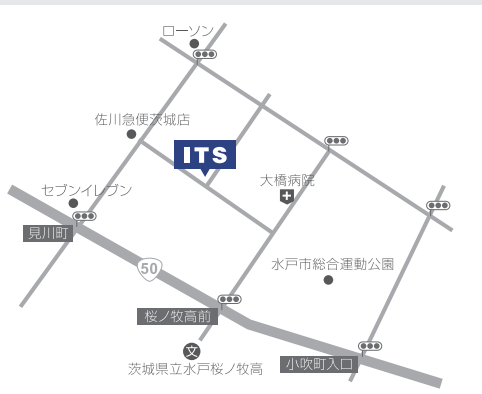 ローソン
佐川急便茨城店
ITS
大橋病院
セブンイレブン
見川町
50
水戸市総合運動公園
桜ノ牧高前
小吹町入口
文
茨城県立水戸桜ノ牧高